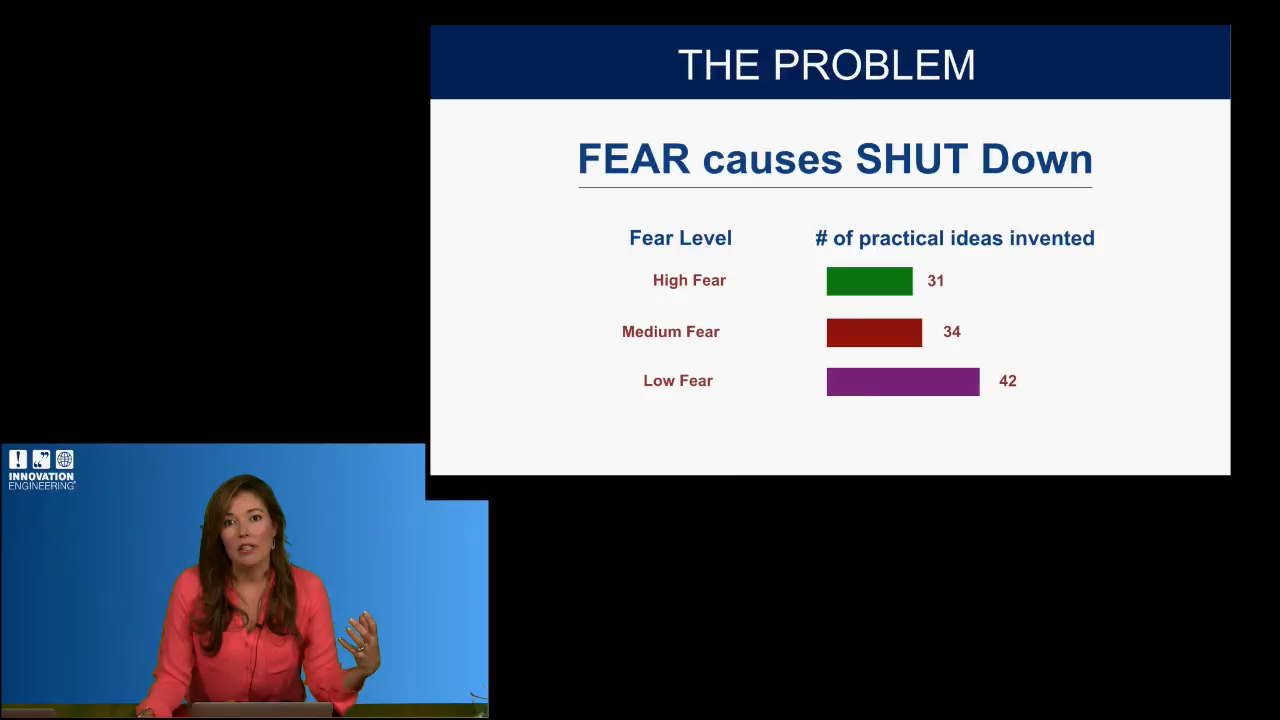 THE PROBLEM
FEAR causes SHUT Down
Fear Level # of practical ideas invented
High Fear 31
Medium Fear 34
Low Fear 42
INNOVATION
ENGINEERING